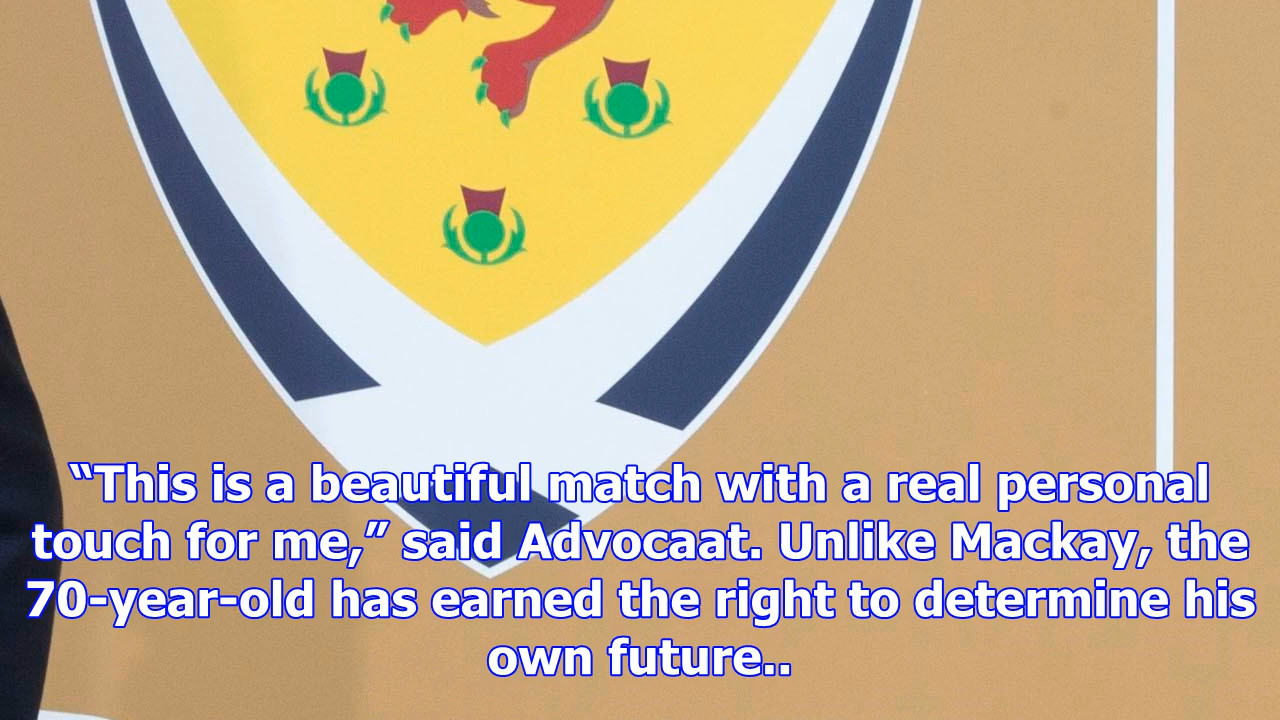 “This is a beautiful match with a real personal
touch for me,” said Advocaat. Unlike Mackay, the
70-year-old has earned the right to determine his
own future..